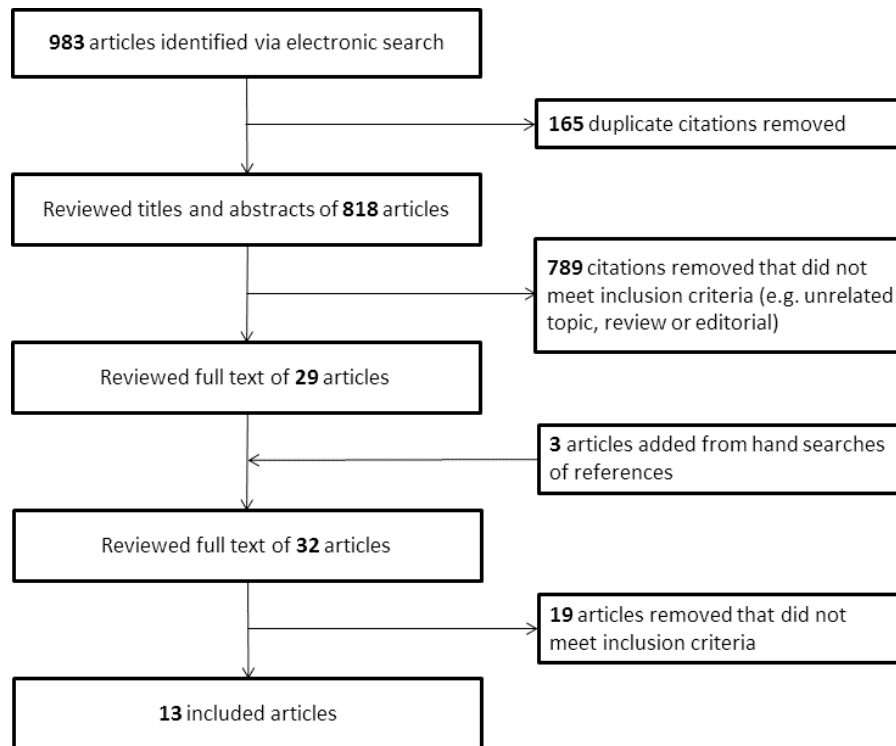 983 articles identified via electronic search
165 duplicate citations removed
Reviewed titles and abstracts of 818 articles
789 citations removed that did not
meet inclusion criteria (e.g. unrelated
topic, review or editorial)
Reviewed full text of 29 articles
3 articles added from hand searches
of references
Reviewed full text of 32 articles
19 articles removed that did not
meet inclusion criteria
13 included articles